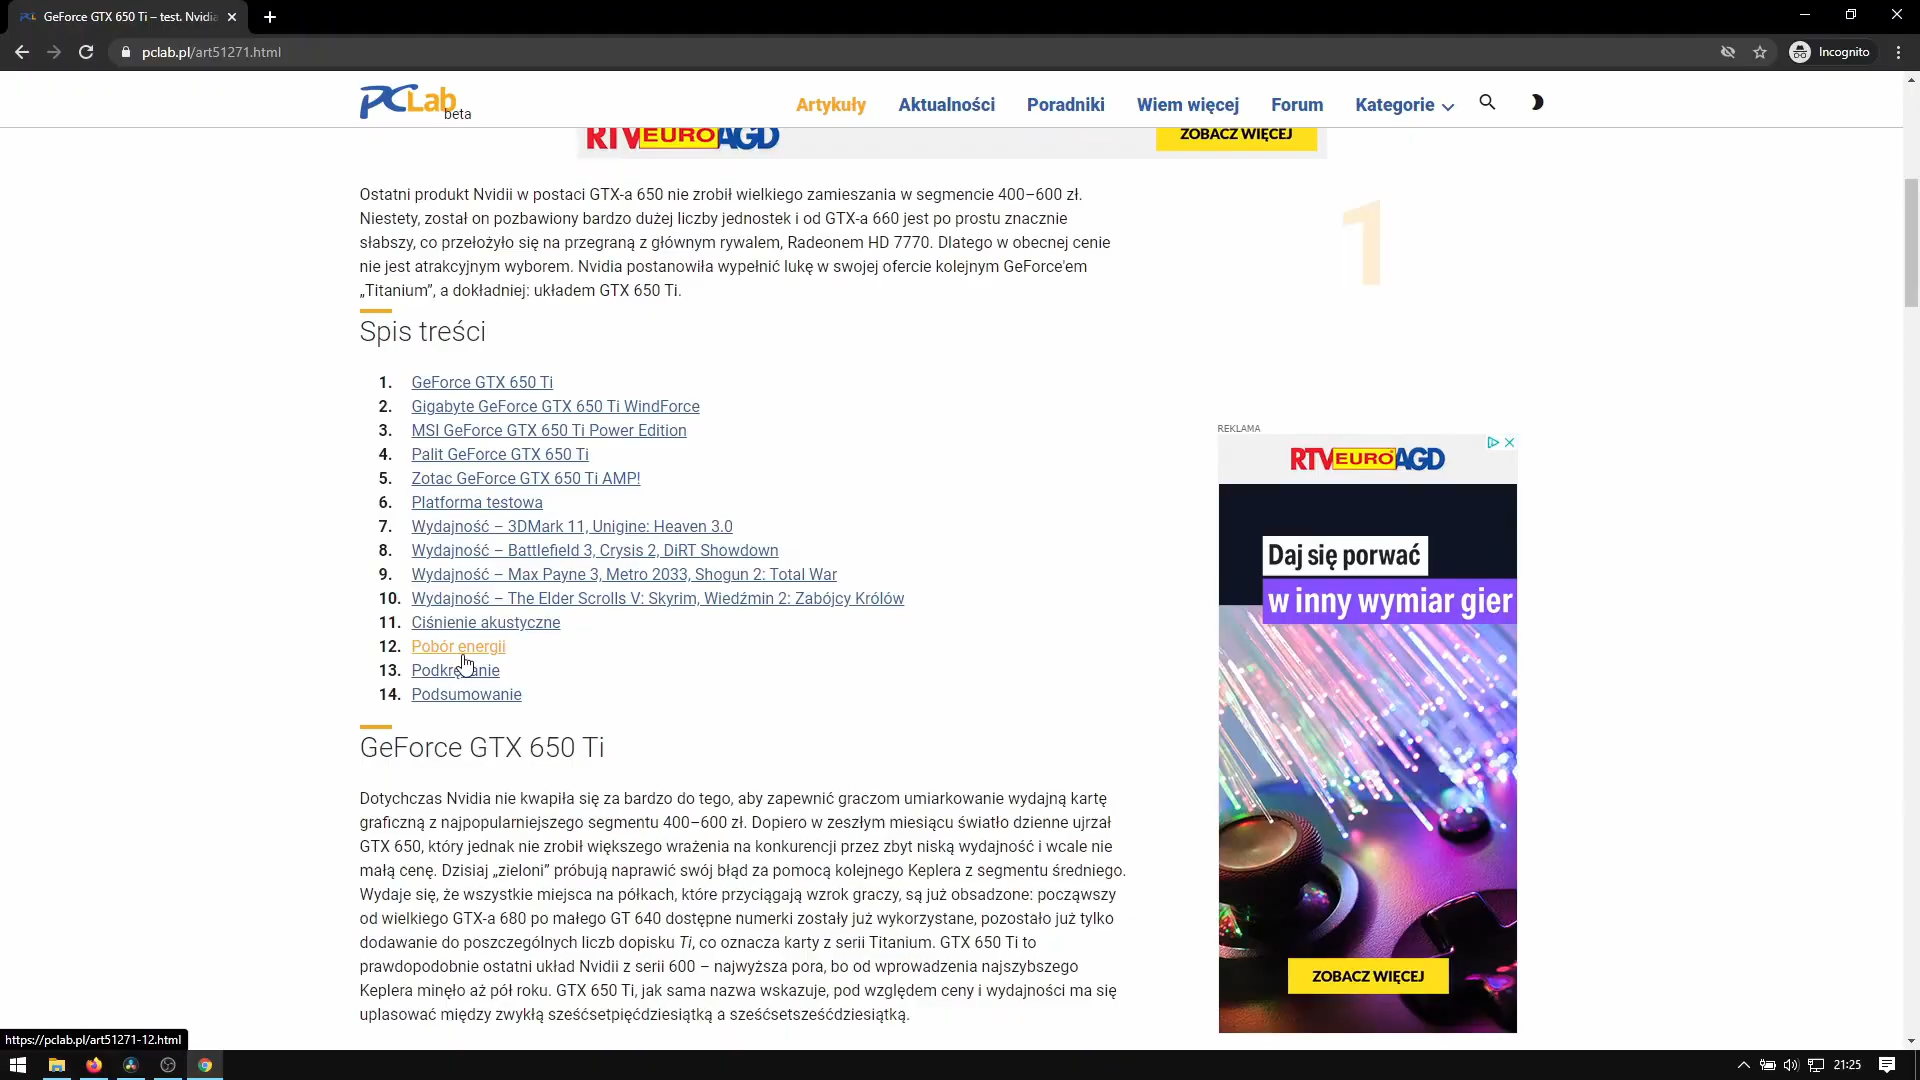 GeForce GTX 650 Ti – test. Nvidia
pclab.pl/art51271.html
Incognito
PCLab
beta
Artykuły
Aktualności
Poradniki
Wiem więcej
Forum
Kategorie
RTV EURO AGD
ZOBACZ WIĘCEJ
Ostatni produkt Nvidii w postaci GTX-a 650 nie zrobił wielkiego zamieszania w segmencie 400–600 zł.
Niestety, został on pozbawiony bardzo dużej liczby jednostek i od GTX-a 660 jest po prostu znacznie
słabszy, co przełożyło się na przegraną z głównym rywalem, Radeonem HD 7770. Dlatego w obecnej cenie
nie jest atrakcyjnym wyborem. Nvidia postanowiła wypełnić lukę w swojej ofercie kolejnym GeForce'em
„Titanium”, a dokładniej: układem GTX 650 Ti.
1
Spis treści
1. GeForce GTX 650 Ti
2. Gigabyte GeForce GTX 650 Ti WindForce
3. MSI GeForce GTX 650 Ti Power Edition
4. Palit GeForce GTX 650 Ti
5. Zotac GeForce GTX 650 Ti AMP!
6. Platforma testowa
7. Wydajność – 3DMark 11, Unigine: Heaven 3.0
8. Wydajność – Battlefield 3, Crysis 2, DiRT Showdown
9. Wydajność – Max Payne 3, Metro 2033, Shogun 2: Total War
10. Wydajność – The Elder Scrolls V: Skyrim, Wiedźmin 2: Zabójcy Królów
11. Ciśnienie akustyczne
12. Pobór energii
13. Podkręcanie
14. Podsumowanie
REKLAMA
RTV EURO AGD
Daj się porwać
w inny wymiar gier
ZOBACZ WIĘCEJ
GeForce GTX 650 Ti
Dotychczas Nvidia nie kwapiła się za bardzo do tego, aby zapewnić graczom umiarkowanie wydajną kartę
graficzną z najpopularniejszego segmentu 400–600 zł. Dopiero w zeszłym miesiącu światło dzienne ujrzał
GTX 650, który jednak nie zrobił większego wrażenia na konkurencji przez zbyt niską wydajność i wcale nie
małą cenę. Dzisiaj „zieloni” próbują naprawić swój błąd za pomocą kolejnego Keplera z segmentu średniego.
Wydaje się, że wszystkie miejsca na półkach, które przyciągają wzrok graczy, są już obsadzone: począwszy
od wielkiego GTX-a 680 po małego GT 640 dostępne numerki zostały już wykorzystane, pozostało już tylko
dodawanie do poszczególnych liczb dopisku Ti, co oznacza karty z serii Titanium. GTX 650 Ti to
prawdopodobnie ostatni układ Nvidii z serii 600 – najwyższa pora, bo od wprowadzenia najszybszego
Keplera minęło aż pół roku. GTX 650 Ti, jak sama nazwa wskazuje, pod względem ceny i wydajności ma się
uplasować między zwykłą sześćsetpięćdziesiątką a sześćsetsześćdziesiątką.
https://pclab.pl/art51271-12.html
21:25